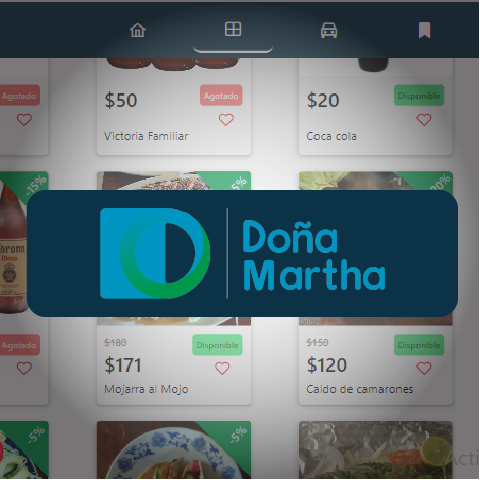 Agotado
$50
Agotado
$20
Disponible
Victoria Familiar
Coca cola
-15%
5%
20%
Doña
Martha
Corona
Agotado
$180
Disponible
$171
Mojarra al Mojo
$150
Disponible
$120
Caldo de camarones
-5%
-5%
Acti